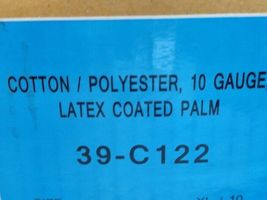 COTTON / POLYESTER, 10 GAUGE
LATEX COATED PALM
39-C122